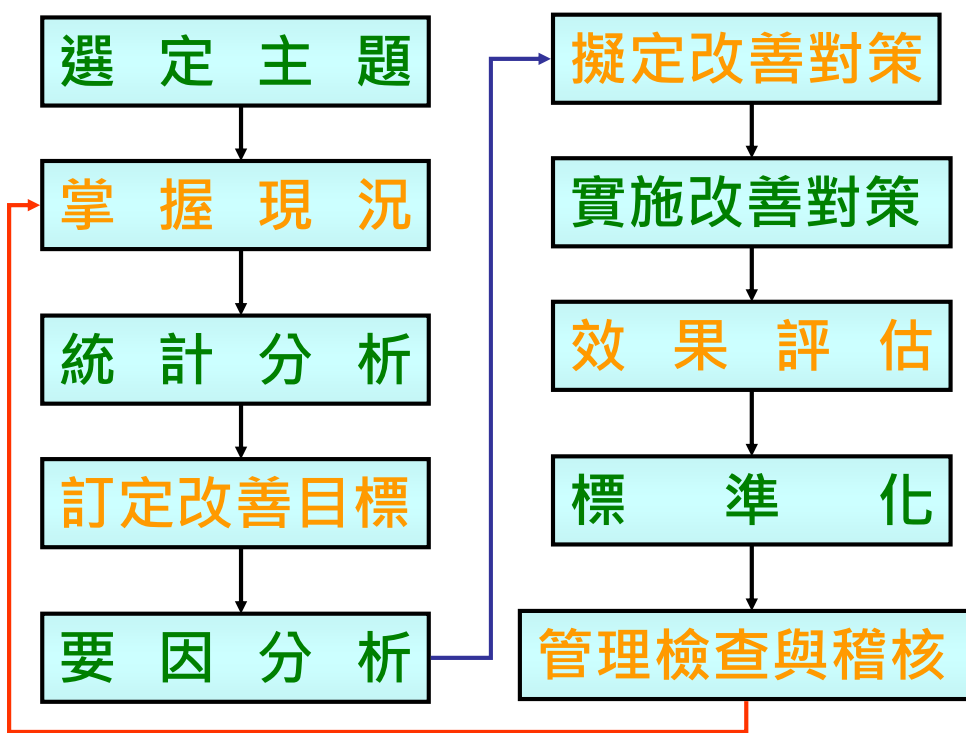 選定主題
掌握現況
統計分析
訂定改善目標
要因分析
擬定改善對策
實施改善對策
效果評估
標準化
管理檢查與稽核